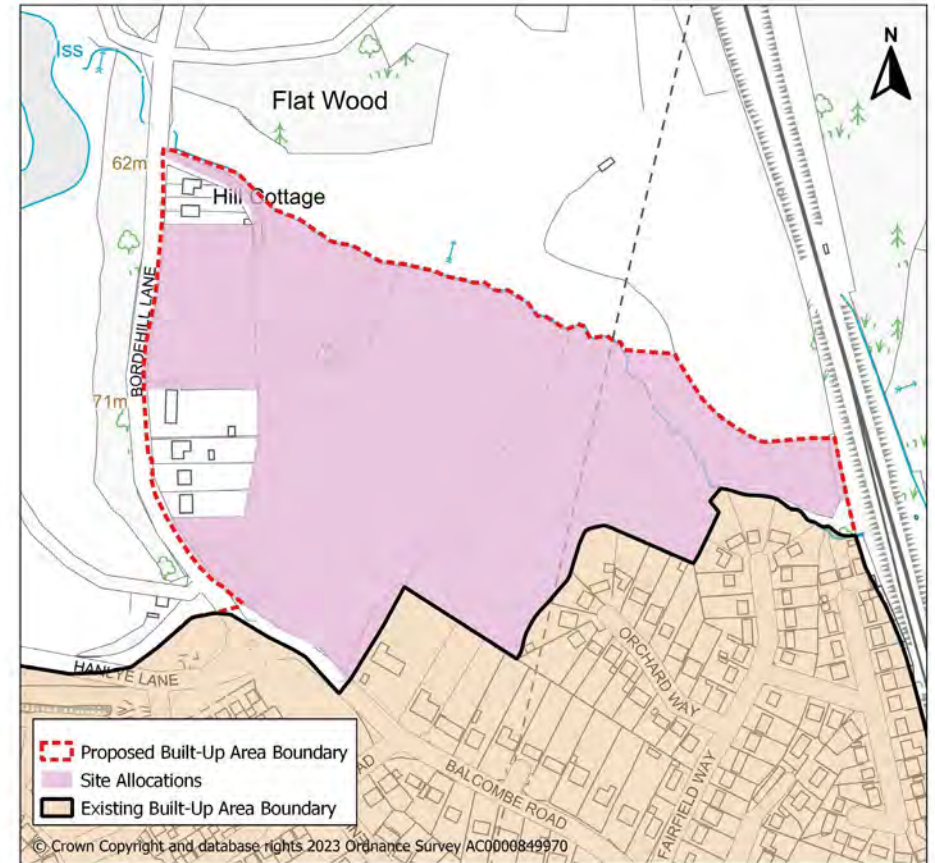 Iss
N
Flat Wood
62m
Hill Cottage
BORDEHILL LANE
71m
HANLYE LANE
ORCHARD WAY
BALCOMBE ROAD
FAIRFIELD WAY
Proposed Built-Up Area Boundary
Site Allocations
Existing Built-Up Area Boundary
© Crown Copyright and database rights 2023 Ordnance Survey AC0000849970